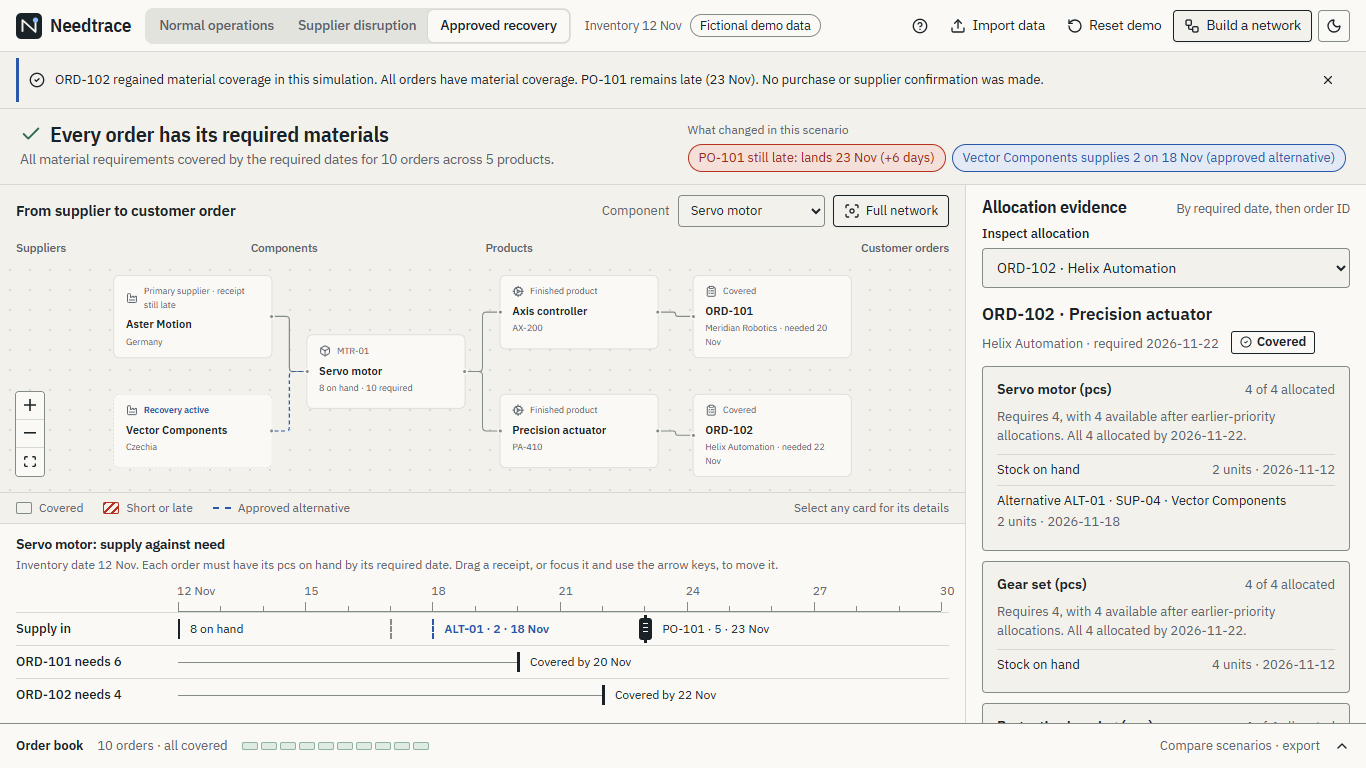 Needtrace
Normal operations
Supplier disruption
Approved recovery
Inventory 12 Nov
Fictional demo data
Import data
Reset demo
Build a network
ORD-102 regained material coverage in this simulation. All orders have material coverage. PO-101 remains late (23 Nov). No purchase or supplier confirmation was made.
Every order has its required materials
All material requirements covered by the required dates for 10 orders across 5 products.
What changed in this scenario
PO-101 still late: lands 23 Nov (+6 days)
Vector Components supplies 2 on 18 Nov (approved alternative)
From supplier to customer order
Component
Servo motor
Full network
Suppliers
Components
Products
Customer orders
Primary supplier · receipt
still late
Aster Motion
Germany
Recovery active
Vector Components
Czechia
MTR-01
Servo motor
8 on hand · 10 required
Finished product
Axis controller
AX-200
Finished product
Precision actuator
PA-410
Covered
ORD-101
Meridian Robotics · needed 20
Nov
Covered
ORD-102
Helix Automation · needed 22
Nov
Covered
Short or late
Approved alternative
Select any card for its details
Servo motor: supply against need
Inventory date 12 Nov. Each order must have its pcs on hand by its required date. Drag a receipt, or focus it and use the arrow keys, to move it.
12 Nov
15
18
21
24
27
30
Supply in
8 on hand
ALT-01 · 2 · 18 Nov
PO-101 · 5 · 23 Nov
ORD-101 needs 6
Covered by 20 Nov
ORD-102 needs 4
Covered by 22 Nov
Allocation evidence
By required date, then order ID
Inspect allocation
ORD-102 · Helix Automation
ORD-102 · Precision actuator
Helix Automation · required 2026-11-22
Covered
Servo motor (pcs)
4 of 4 allocated
Requires 4, with 4 available after earlier-priority
allocations. All 4 allocated by 2026-11-22.
Stock on hand
2 units · 2026-11-12
Alternative ALT-01 · SUP-04 · Vector Components
2 units · 2026-11-18
Gear set (pcs)
4 of 4 allocated
Requires 4, with 4 available after earlier-priority
allocations. All 4 allocated by 2026-11-22.
Stock on hand
4 units · 2026-11-12
Order book
10 orders · all covered
Compare scenarios · export